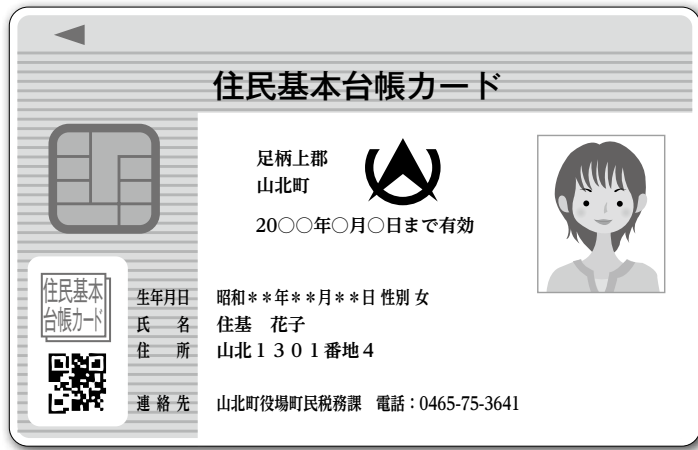 住民基本台帳カード
足柄上郡
山北町
20○○年○月○日まで有効
住民基本
台帳カード
生年月日 昭和＊＊年＊＊月＊＊日 性別 女
氏 名 住基 花子
住 所 山北１３０１番地４
連絡先 山北町役場町民税務課 電話：0465-75-3641